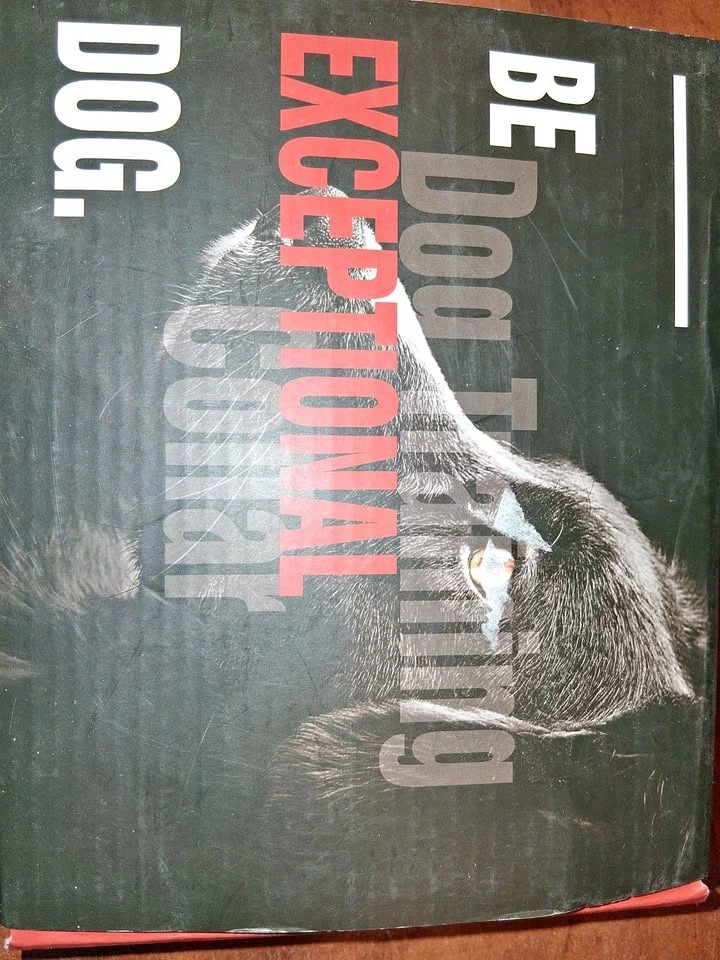 BE
Dog Training
EXCEPTIONAL
Collar
DOG.